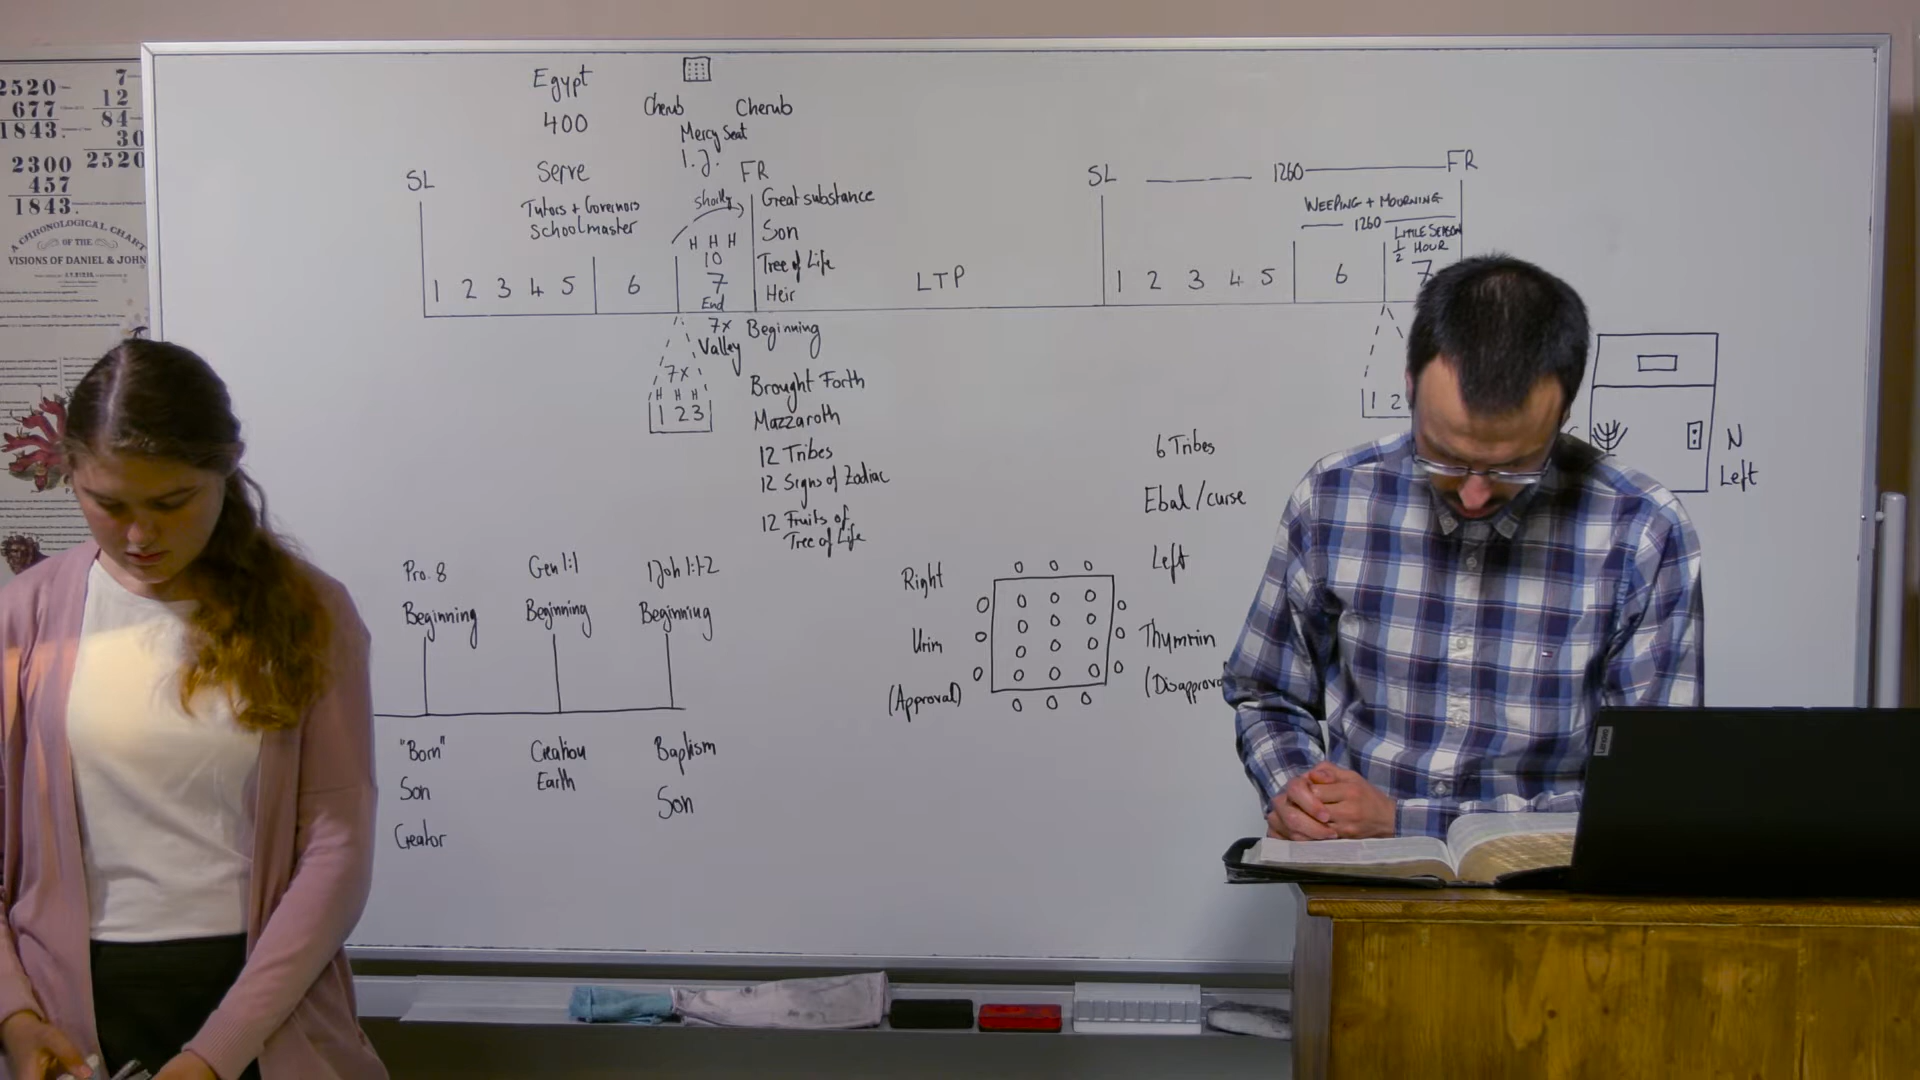 2520
677
1843.
2300
457
1843.
7
12
84
30
2520
A CHRONOLOGICAL CHART
OF THE
VISIONS OF DANIEL & JOHN
Egypt
400
Serve
Tutors + Governors
Schoolmaster
Cherub Cherub
Mercy Seat
I.J.
SL
FR
shortly
Great substance
Son
Tree of Life
Heir
H H H
10
7
End
1 2 3 4 5 6
7x
Valley
Beginning
7x
H H H
1 2 3
Brought Forth
Mazzaroth
12 Tribes
12 Signs of Zodiac
12 Fruits of
Tree of Life
LTP
SL 1260 FR
WEEPING + MOURNING
1260
LITTLE SEASON
1/2 HOUR
1 2 3 4 5 6 7
1 2
N
Left
6 Tribes
Ebal/curse
Left
Thummin
Right
Urim
(Approval)
Pro. 8 Gen 1:1 1Joh 1:1-2
Beginning Beginning Beginning
"Born" Creation Baptism
Son Earth Son
Creator
Lenovo